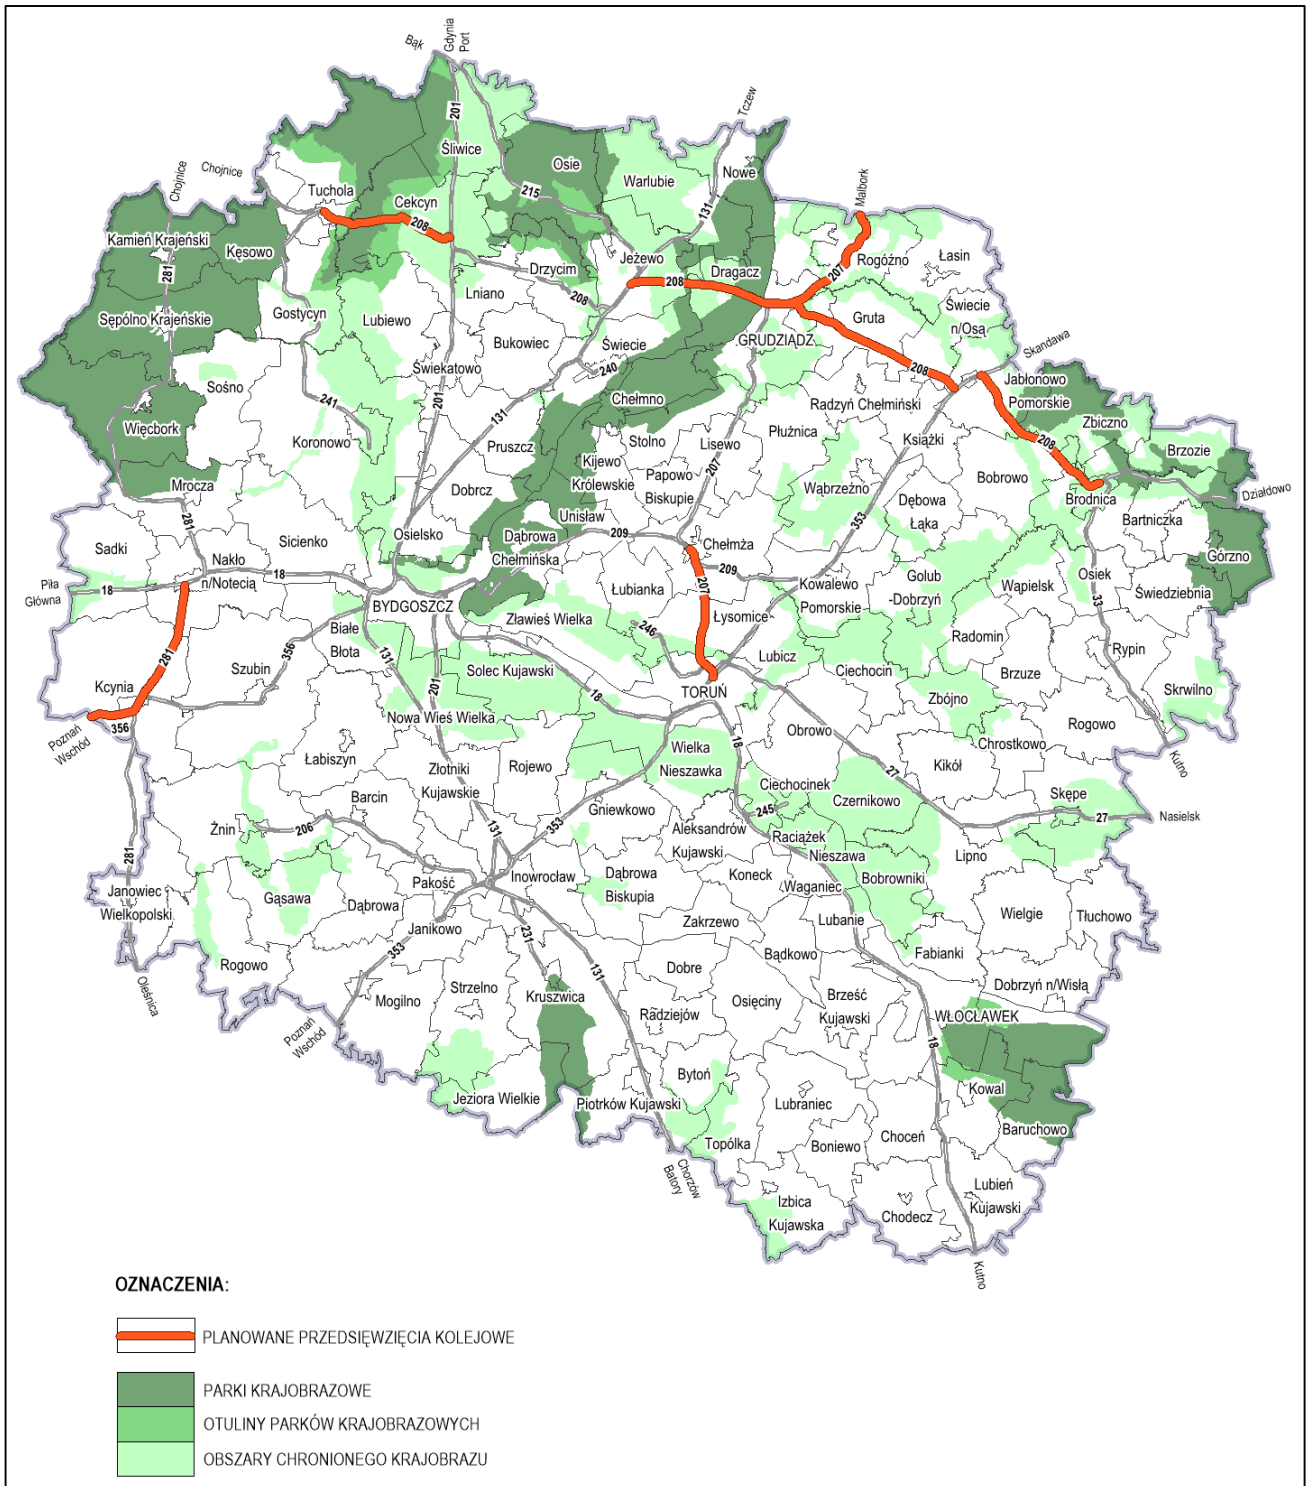 Bąk
Gdynia
Port
Tczew
201
Śliwice
Osie
Nowe
Chojnice
Chojnice
Warlubie
Malbork
Tuchola
215
131
Cekcyn
208
Kamień Krajeński
Kęsowo
281
Jeżewo
Drzycim
Dragacz
207
Rogóźno
Łasin
208
Lniano
208
Świecie
n/Osą
Sępólno Krajeńskie
Gostycyn
Lubiewo
Bukowiec
Świecie
GRUDZIĄDZ
Gruta
Skandawa
240
208
Świekatowo
Sośno
201
Chełmno
Radzyń Chełmiński
Jabłonowo
Pomorskie
241
131
Więcbork
Koronowo
Pruszcz
Stolno
Lisewo
Płużnica
Książki
Zbiczno
208
Brzozie
Kijewo
Królewskie
Papowo
Biskupie
207
Wąbrzeźno
Bobrowo
Mrocza
Dobrcz
Dębowa
Łąka
Brodnica
Działdowo
281
Unisław
353
Bartniczka
Sadki
Sicienko
Osielsko
Dąbrowa
Chełmińska
209
Chełmża
Górzno
Nakło
n/Notecią
Piła
Główna
18
18
209
Kowalewo
Pomorskie
Golub
-Dobrzyń
Wąpielsk
Osiek
33
Świedziebnia
BYDGOSZCZ
Łubianka
207
Łysomice
Zławieś Wielka
246
Białe
Błota
356
131
Radomin
Rypin
281
Szubin
201
Solec Kujawski
Lubicz
Ciechocin
Brzuze
Kcynia
18
TORUŃ
Zbójno
Skrwilno
Poznań
Wschód
356
Nowa Wieś Wielka
Obrowo
Rogowo
18
Wielka
Nieszawka
Chrostkowo
Kutno
Łabiszyn
Złotniki
Kujawskie
Rojewo
Kikół
27
Ciechocinek
Czernikowo
Skępe
Barcin
Gniewkowo
245
27
Nasielsk
Żnin
206
131
353
Aleksandrów
Kujawski
Raciążek
Nieszawa
Lipno
281
Janowiec
Wielkopolski
Gąsawa
Pakość
Inowrocław
Dąbrowa
Biskupia
Koneck
Waganiec
Bobrowniki
Dąbrowa
Janikowo
Zakrzewo
Lubanie
Wielgie
Tłuchowo
231
353
131
Bądkowo
Fabianki
Rogowo
Oleśnica
Dobre
Mogilno
Strzelno
Kruszwica
Osięciny
Brześć
Kujawski
Dobrzyń n/Wisłą
Radziejów
WŁOCŁAWEK
Poznań
Wschód
18
Bytoń
Kowal
Jeziora Wielkie
Piotrków Kujawski
Lubraniec
Baruchowo
Topólka
Boniewo
Choceń
Chorzów
Batory
Izbica
Kujawska
Chodecz
Lubień
Kujawski
Kutno
OZNACZENIA:
PLANOWANE PRZEDSIĘWZIĘCIA KOLEJOWE
PARKI KRAJOBRAZOWE
OTULINY PARKÓW KRAJOBRAZOWYCH
OBSZARY CHRONIONEGO KRAJOBRAZU